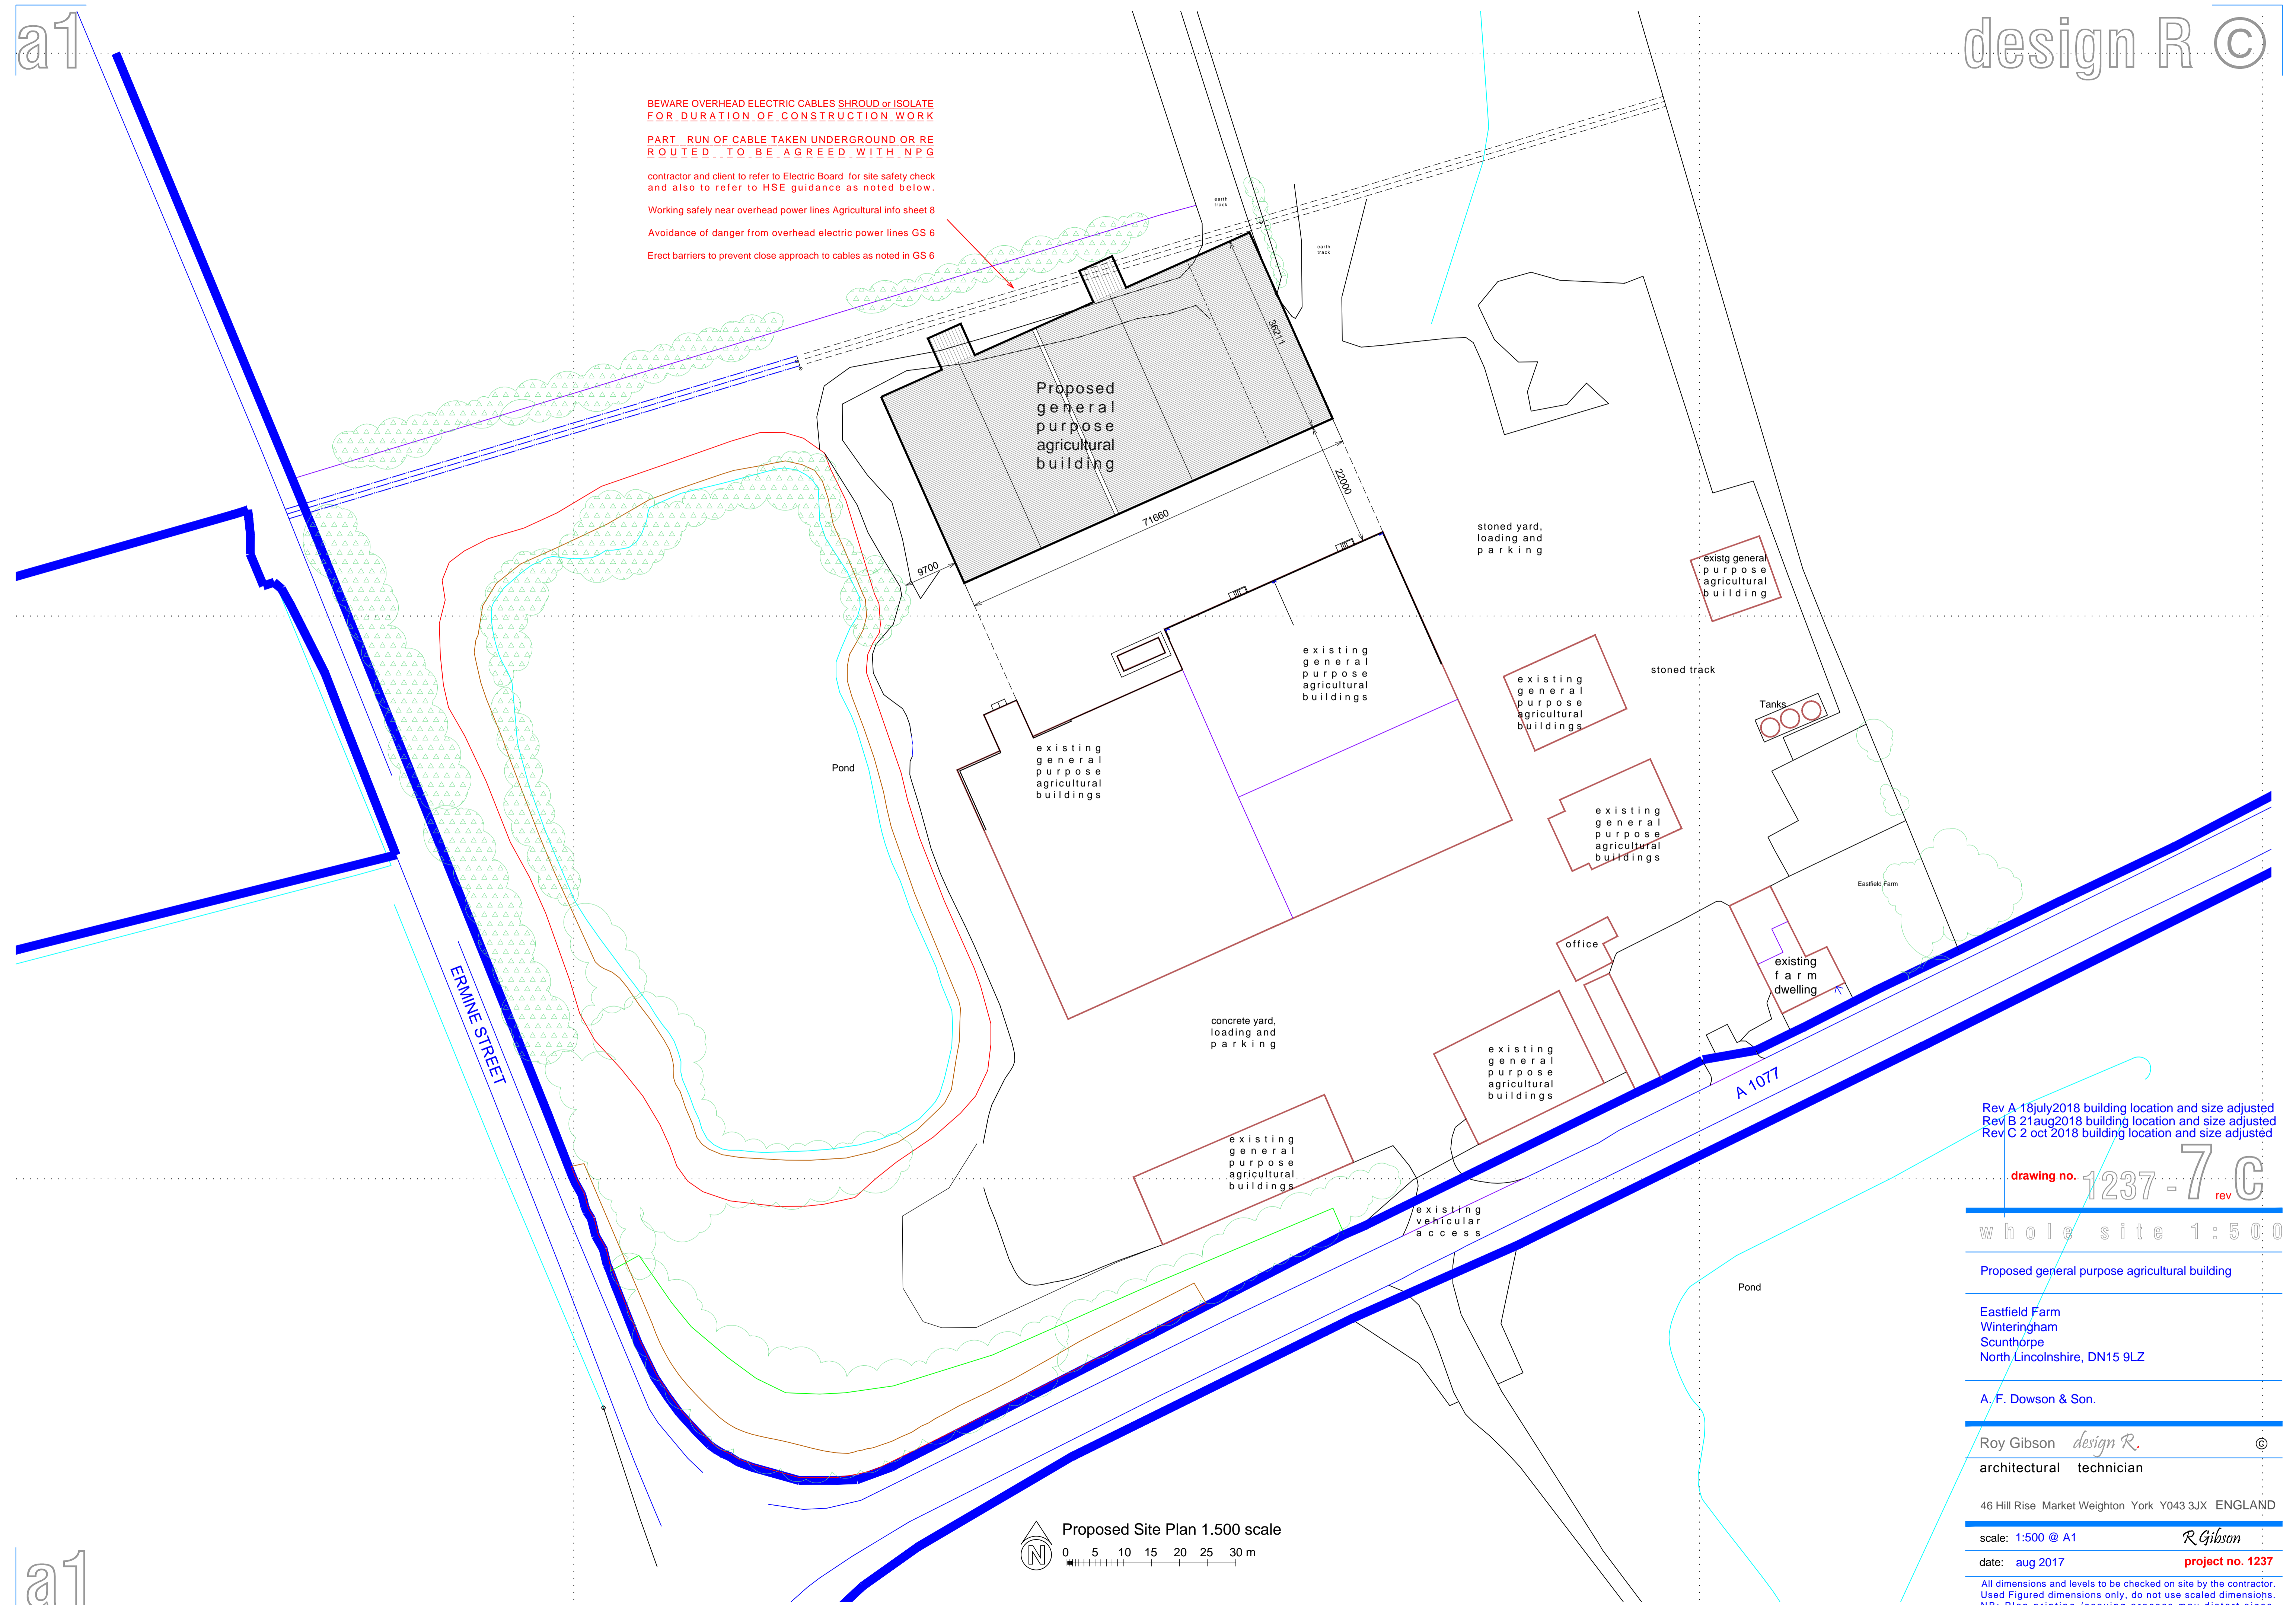 a1
design R ©
BEWARE OVERHEAD ELECTRIC CABLES SHROUD or ISOLATE
FOR DURATION OF CONSTRUCTION WORK
PART RUN OF CABLE TAKEN UNDERGROUND OR RE
ROUTED TO BE AGREED WITH NPG
contractor and client to refer to Electric Board for site safety check
and also to refer to HSE guidance as noted below.
Working safely near overhead power lines Agricultural info sheet 8
Avoidance of danger from overhead electric power lines GS 6
Erect barriers to prevent close approach to cables as noted in GS 6
earth
track
earth
track
Proposed
general
purpose
agricultural
building
36211
22000
71660
9700
stoned yard,
loading and
parking
existg general
purpose
agricultural
building
existing
general
purpose
agricultural
buildings
existing
general
purpose
agricultural
buildings
stoned track
Tanks
existing
general
purpose
agricultural
buildings
Pond
existing
general
purpose
agricultural
buildings
Eastfield Farm
office
existing
farm
dwelling
ERMINE STREET
concrete yard,
loading and
parking
existing
general
purpose
agricultural
buildings
A 1077
existing
general
purpose
agricultural
buildings
existing
vehicular
access
Pond
Rev A 18july2018 building location and size adjusted
Rev B 21aug2018 building location and size adjusted
Rev C 2 oct 2018 building location and size adjusted
drawing no. 1237 - 7 rev C
whole site 1:500
Proposed general purpose agricultural building
Eastfield Farm
Winteringham
Scunthorpe
North Lincolnshire, DN15 9LZ
A. F. Dowson & Son.
Roy Gibson design R. ©
architectural technician
46 Hill Rise Market Weighton York Y043 3JX ENGLAND
scale: 1:500 @ A1 R Gibson
date: aug 2017 project no. 1237
All dimensions and levels to be checked on site by the contractor.
Used Figured dimensions only, do not use scaled dimensions.
NB: Plan printing /copying process may distort sizes
N
Proposed Site Plan 1.500 scale
0 5 10 15 20 25 30 m
a1